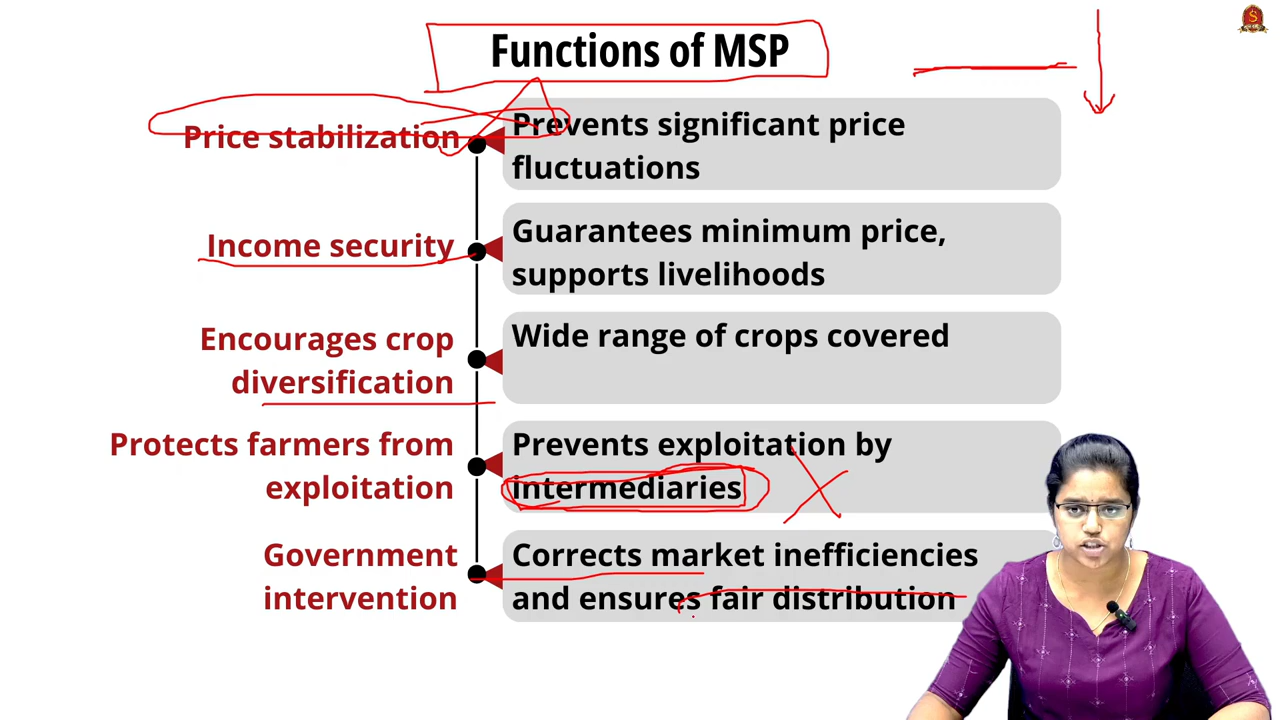 Functions of MSP
Price stabilization
Prevents significant price
fluctuations
Income security
Guarantees minimum price,
supports livelihoods
Encourages crop
diversification
Wide range of crops covered
Protects farmers from
exploitation
Prevents exploitation by
intermediaries
Government
intervention
Corrects market inefficiencies
and ensures fair distribution